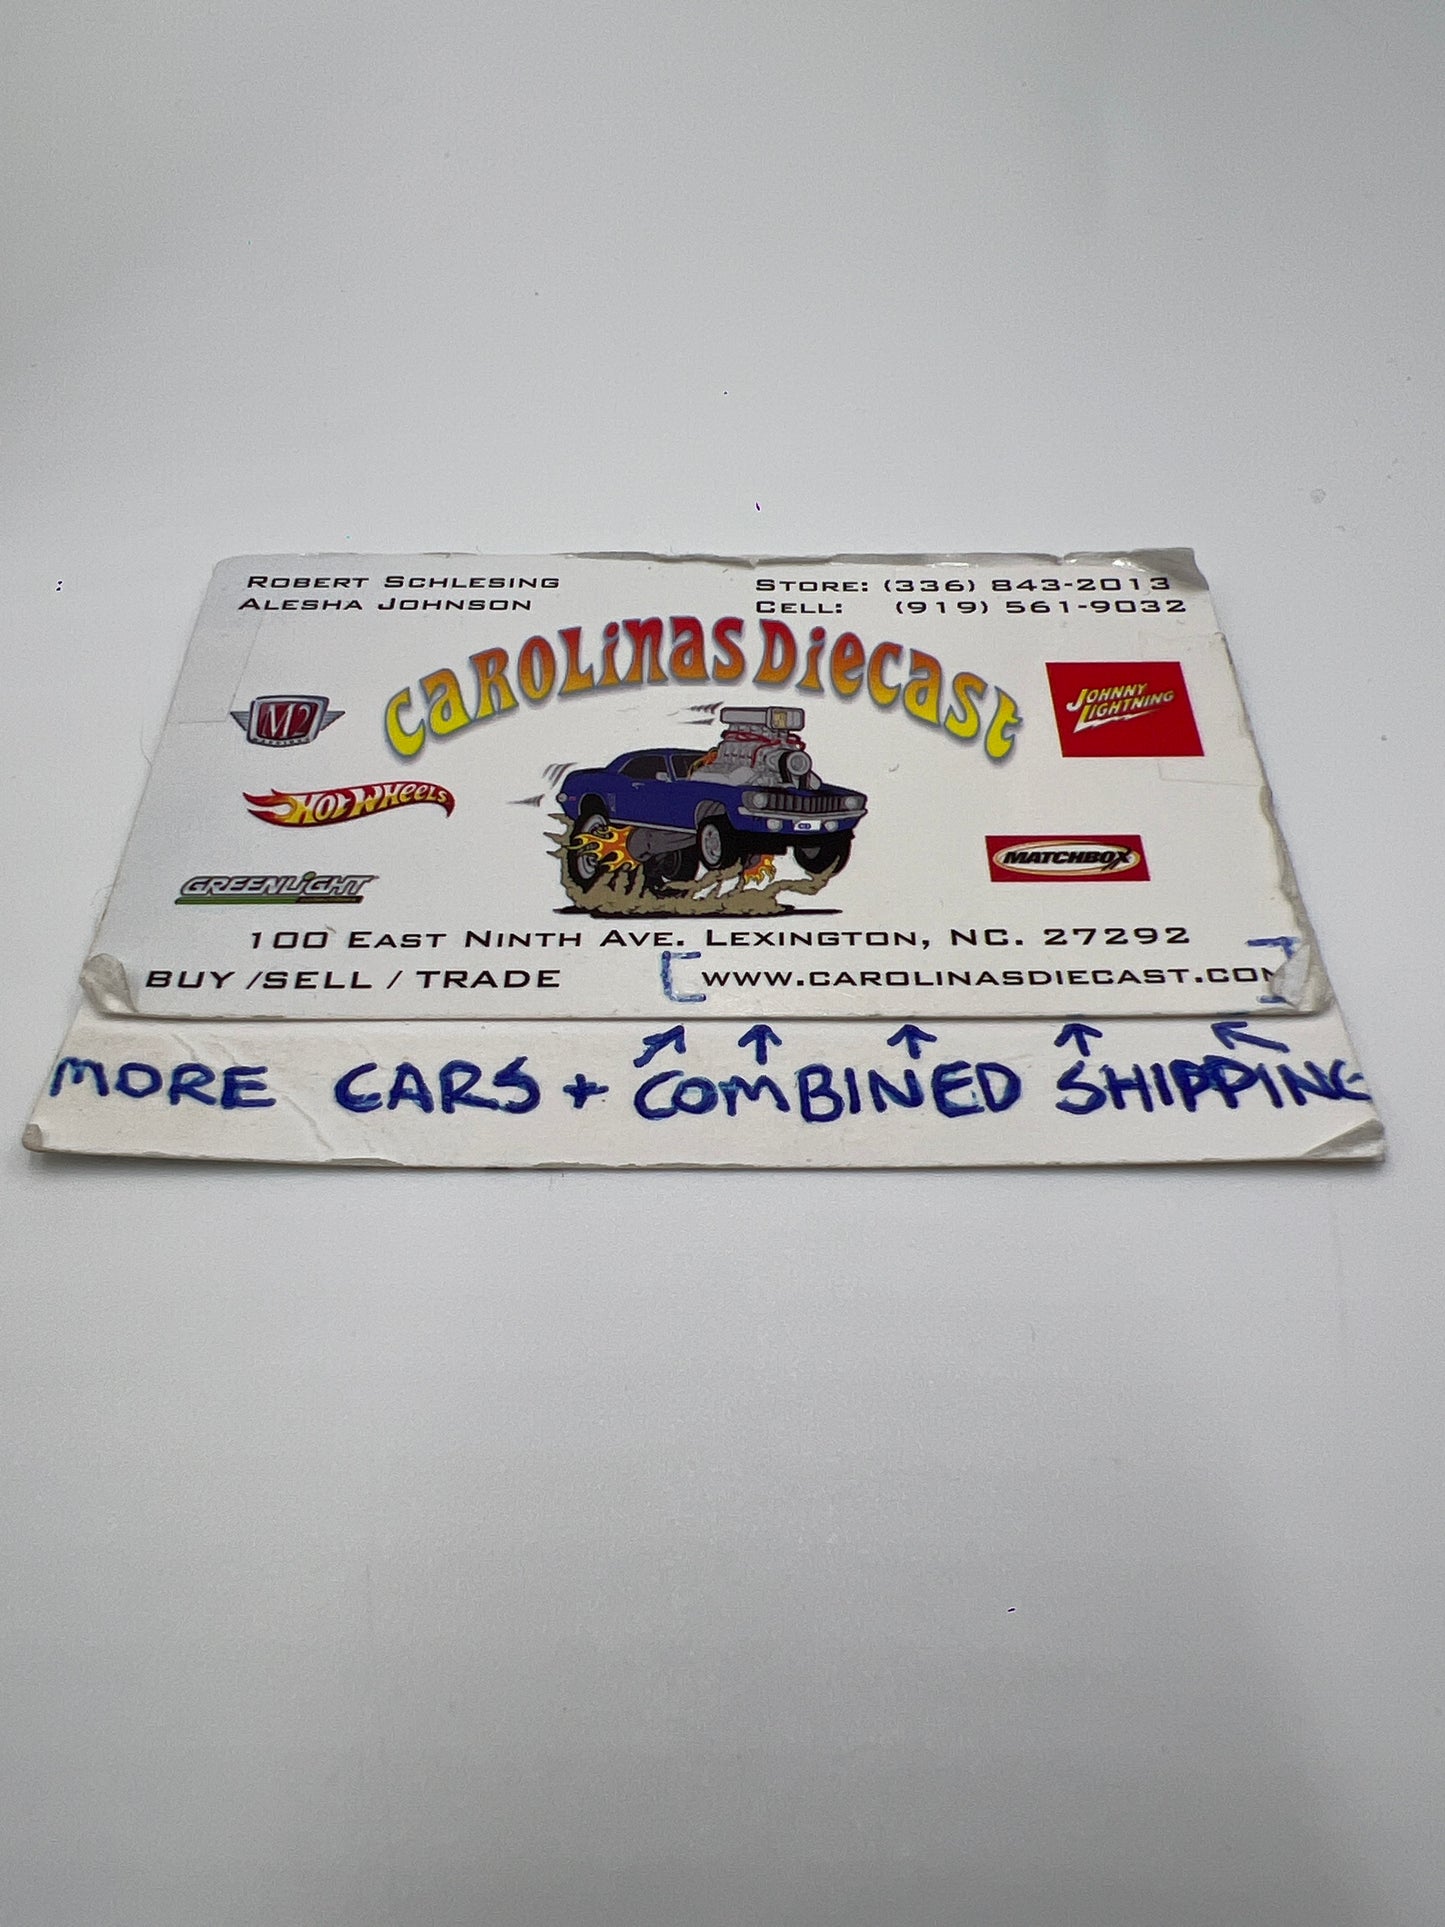 ROBERT SCHLESING
ALESHA JOHNSON
STORE: (336) 843-2013
CELL: (919) 561-9032
CAROLINAS DIECAST
M2
JOHNNY
LIGHTNING
HOT WHEELS
MATCHBOX
GREENLIGHT
100 EAST NINTH AVE. LEXINGTON, NC. 27292
BUY /SELL / TRADE
WWW.CAROLINASDIECAST.COM
MORE CARS + COMBINED SHIPPING